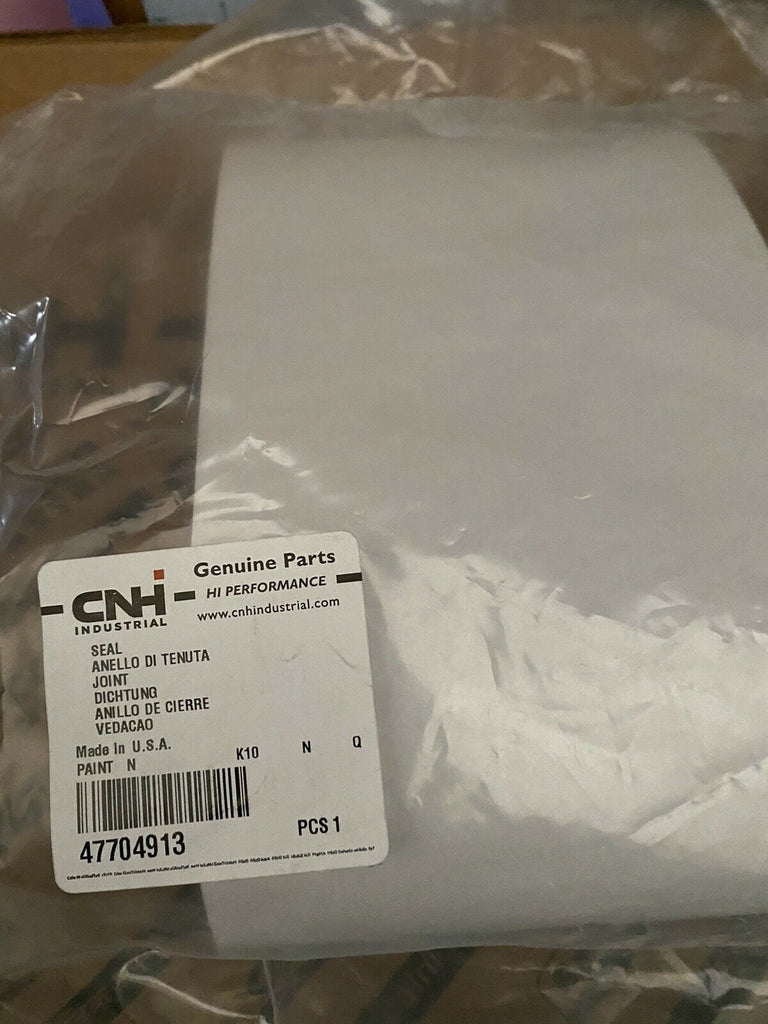 CNH
INDUSTRIAL
Genuine Parts
HI PERFORMANCE
www.cnhindustrial.com
SEAL
ANELLO DI TENUTA
JOINT
DICHTUNG
ANILLO DE CIERRE
VEDACAO
Made In U.S.A.
PAINT N K10 N Q
PCS 1
47704913